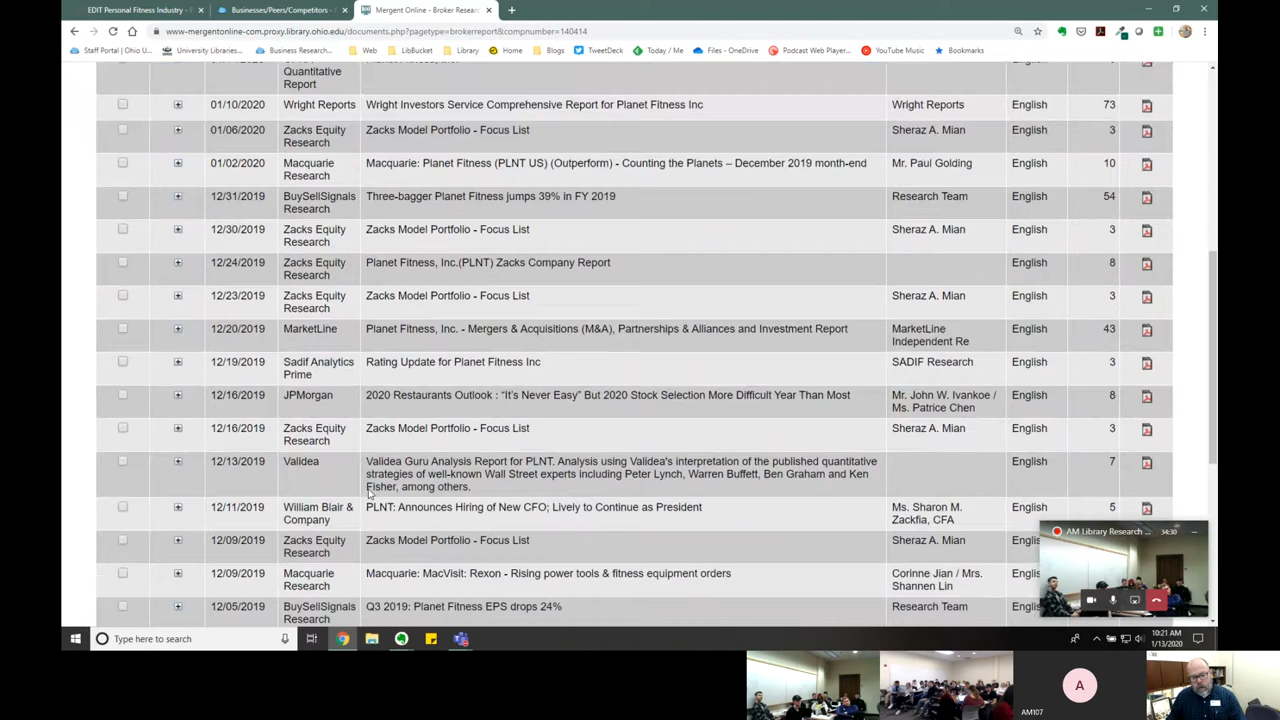 EDIT Personal Fitness Industry -
Businesses/Peers/Competitors -
Mergent Online - Broker Resear
www-mergentonline-com.proxy.library.ohio.edu/documents.php?pagetype=brokerreport&compnumber=140414
Staff Portal | Ohio U...
University Libraries...
Business Research...
Web
LibBucket
Library
Home
Blogs
TweetDeck
Today / Me
Files - OneDrive
Podcast Web Player...
YouTube Music
Bookmarks
Quantitative
Report
01/10/2020 Wright Reports Wright Investors Service Comprehensive Report for Planet Fitness Inc Wright Reports English 73
01/06/2020 Zacks Equity Zacks Model Portfolio - Focus List Sheraz A. Mian English 3
Research
01/02/2020 Macquarie Macquarie: Planet Fitness (PLNT US) (Outperform) - Counting the Planets – December 2019 month-end Mr. Paul Golding English 10
Research
12/31/2019 BuySellSignals Three-bagger Planet Fitness jumps 39% in FY 2019 Research Team English 54
Research
12/30/2019 Zacks Equity Zacks Model Portfolio - Focus List Sheraz A. Mian English 3
Research
12/24/2019 Zacks Equity Planet Fitness, Inc.(PLNT) Zacks Company Report English 8
Research
12/23/2019 Zacks Equity Zacks Model Portfolio - Focus List Sheraz A. Mian English 3
Research
12/20/2019 MarketLine Planet Fitness, Inc. - Mergers & Acquisitions (M&A), Partnerships & Alliances and Investment Report MarketLine English 43
Independent Re
12/19/2019 Sadif Analytics Rating Update for Planet Fitness Inc SADIF Research English 3
Prime
12/16/2019 JPMorgan 2020 Restaurants Outlook : “It’s Never Easy” But 2020 Stock Selection More Difficult Year Than Most Mr. John W. Ivankoe / English 8
Ms. Patrice Chen
12/16/2019 Zacks Equity Zacks Model Portfolio - Focus List Sheraz A. Mian English 3
Research
12/13/2019 Validea Validea Guru Analysis Report for PLNT. Analysis using Validea's interpretation of the published quantitative English 7
strategies of well-known Wall Street experts including Peter Lynch, Warren Buffett, Ben Graham and Ken
Fisher, among others.
12/11/2019 William Blair & PLNT: Announces Hiring of New CFO; Lively to Continue as President Ms. Sharon M. English 5
Company Zackfia, CFA
12/09/2019 Zacks Equity Zacks Model Portfolio - Focus List Sheraz A. Mian Englis
Research
12/09/2019 Macquarie Macquarie: MacVisit: Rexon - Rising power tools & fitness equipment orders Corinne Jian / Mrs. Englis
Research Shannen Lin
12/05/2019 BuySellSignals Q3 2019: Planet Fitness EPS drops 24% Research Team Englis
Research
AM Library Research ... 34:30
Type here to search
10:21 AM
1/13/2020
A
AM107